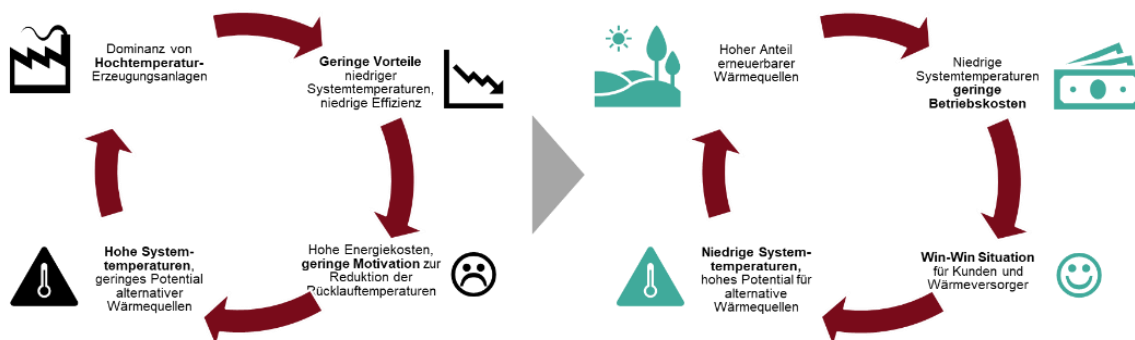 Dominanz von
Hochtemperatur-
Erzeugungsanlagen
Geringe Vorteile
niedriger
Systemtemperaturen,
niedrige Effizienz
Hohe Energiekosten,
geringe Motivation zur
Reduktion der
Rücklauftemperaturen
Hohe System-
temperaturen,
geringes Potential
alternativer
Wärmequellen
Hoher Anteil
erneuerbarer
Wärmequellen
Niedrige
Systemtemperaturen
geringe
Betriebskosten
Win-Win Situation
für Kunden und
Wärmeversorger
Niedrige System-
temperaturen,
hohes Potential für
alternative
Wärmequellen